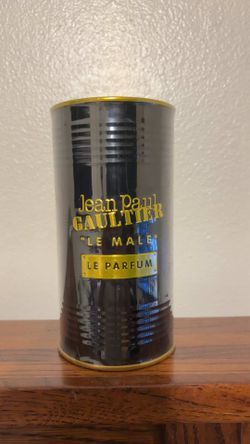 Jean Paul
GAULTIER
"LE MALE"
LE PARFUM